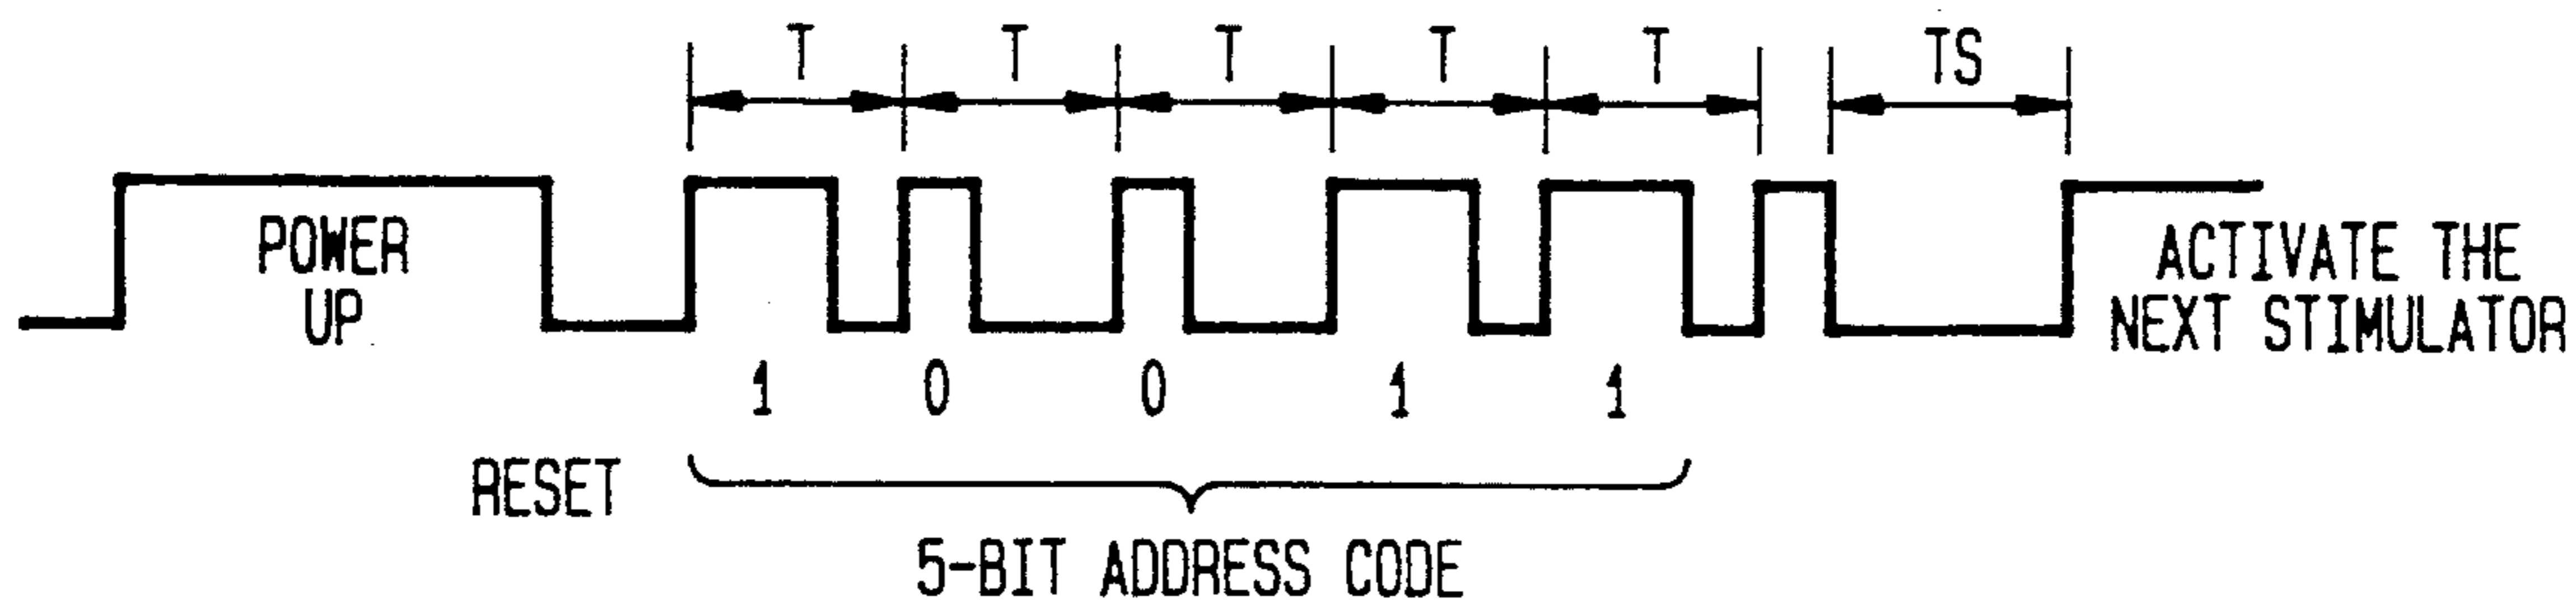 T T T T T TS
POWER
UP
ACTIVATE THE
NEXT STIMULATOR
1 0 0 1 1
RESET
5-BIT ADDRESS CODE